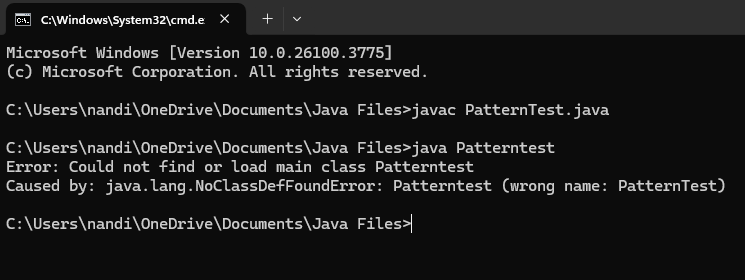 C:\Windows\System32\cmd.e:
Microsoft Windows [Version 10.0.26100.3775]
(c) Microsoft Corporation. All rights reserved.
C:\Users\nandi\OneDrive\Documents\Java Files>javac PatternTest.java
C:\Users\nandi\OneDrive\Documents\Java Files>java Patterntest
Error: Could not find or load main class Patterntest
Caused by: java.lang.NoClassDefFoundError: Patterntest (wrong name: PatternTest)
C:\Users\nandi\OneDrive\Documents\Java Files>